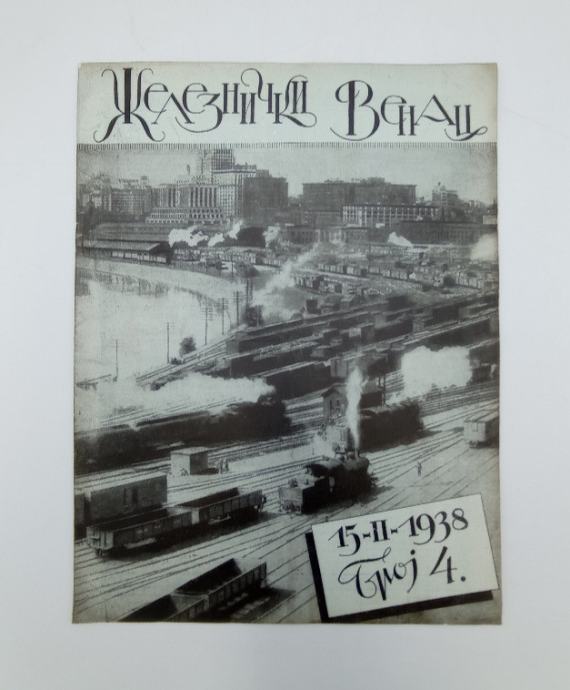 Железнички Венац
15-II-1938
Број 4.